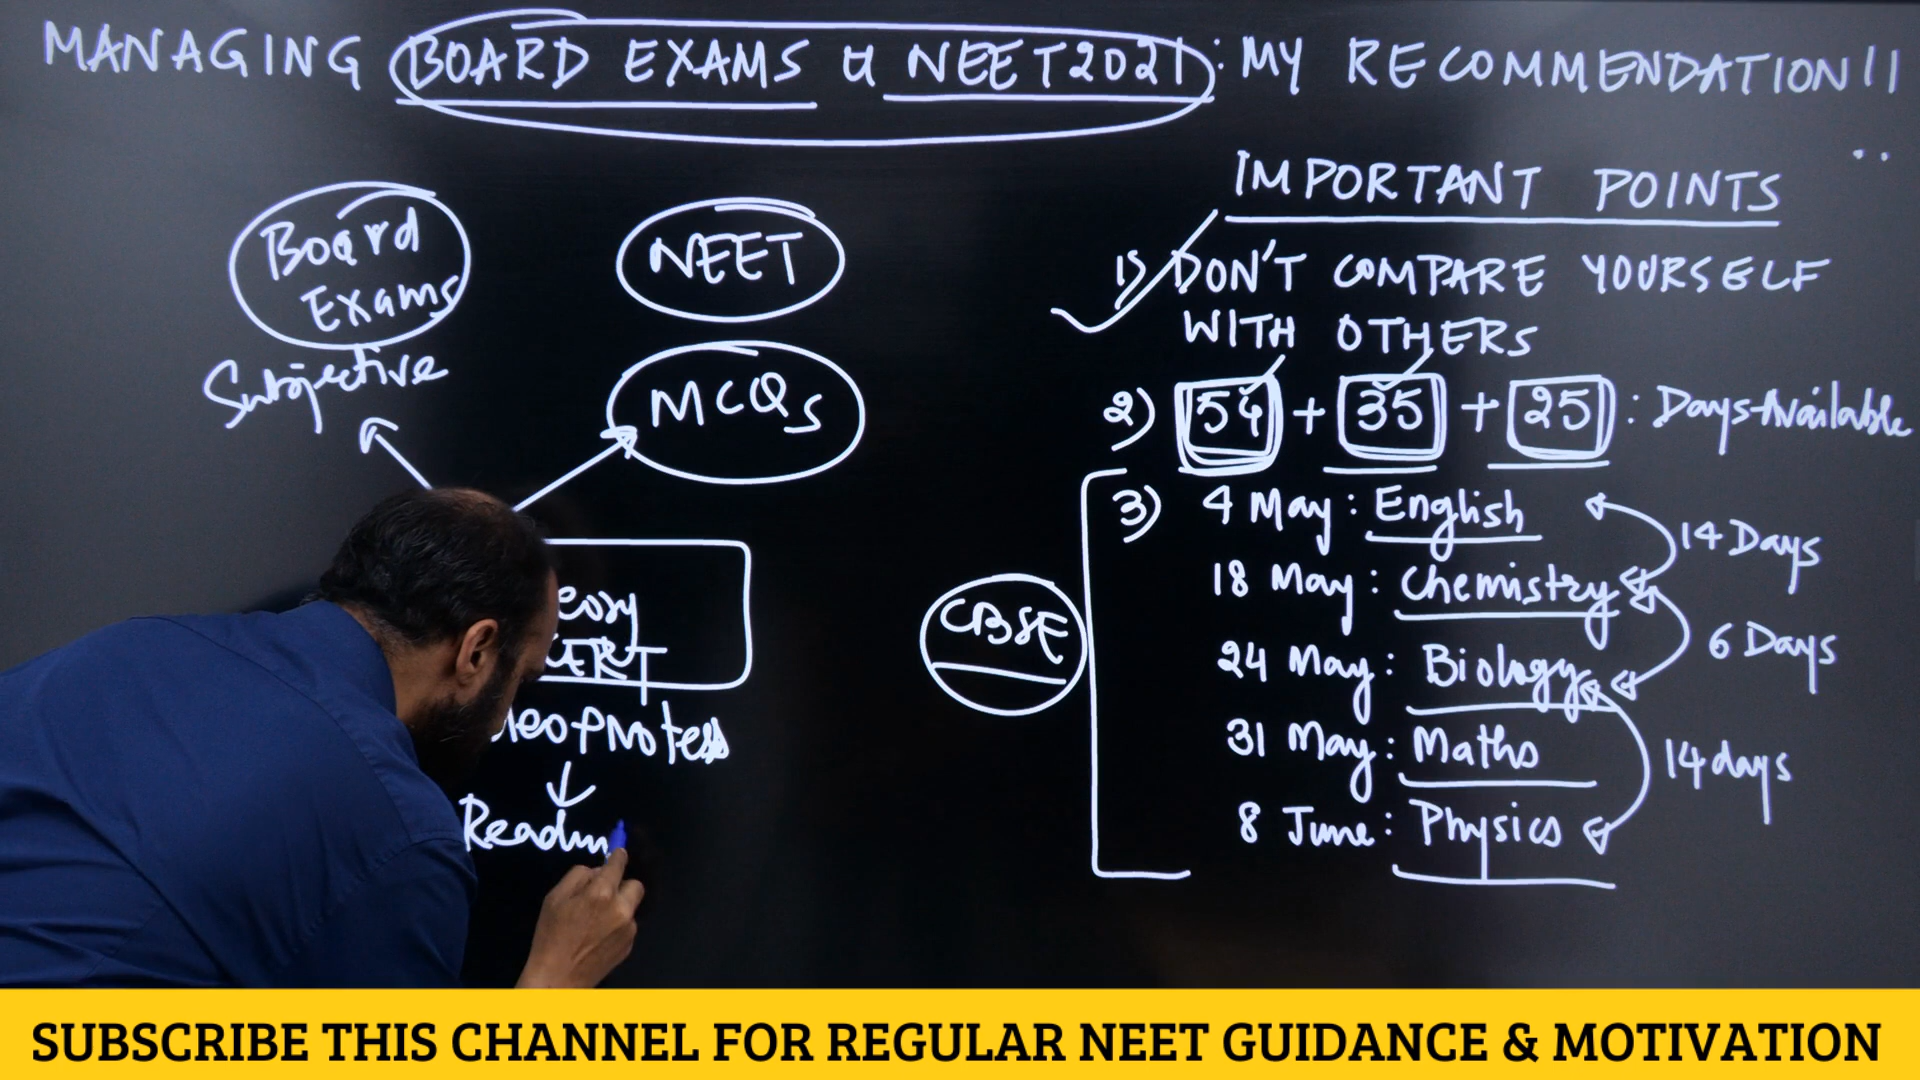 MANAGING BOARD EXAMS & NEET2021: MY RECOMMENDATION!!
Board
Exams
Subjective
NEET
MCQs
NOTES
IMPORTANT POINTS
1) DON'T COMPARE YOURSELF
WITH OTHERS
2) 54 + 35 + 25 : Days Available
3) 4 May: English
14 Days
18 May: Chemistry
6 Days
24 May: Biology
31 May: Maths
14 days
8 June: Physics
CBSE
SUBSCRIBE THIS CHANNEL FOR REGULAR NEET GUIDANCE & MOTIVATION